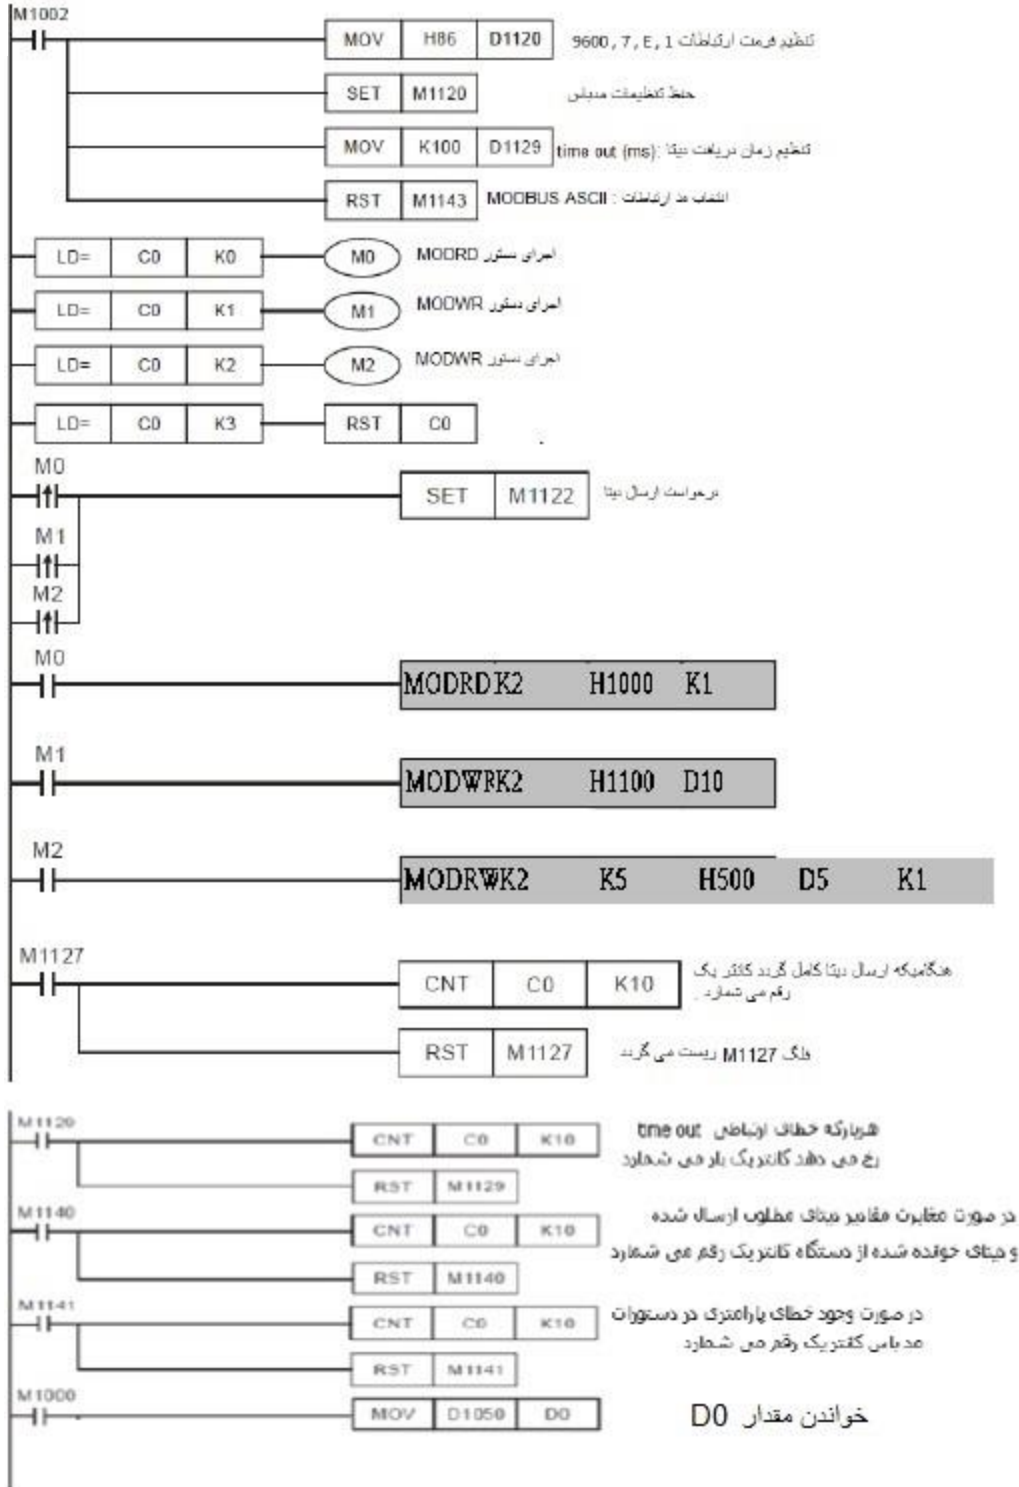 M1002
MOV H86 D1120 تنظیم فرمت ارتباطات 9600 , 7 , E , 1
SET M1120 حفظ تنظیمات مدباس
MOV K100 D1129 تنظیم زمان دریافت دیتا :time out (ms)
RST M1143 انتخاب مد ارتباطات : MODBUS ASCII
LD= C0 K0 M0 اجرای دستور MODRD
LD= C0 K1 M1 اجرای دستور MODWR
LD= C0 K2 M2 اجرای دستور MODWR
LD= C0 K3 RST C0
M0
SET M1122 درخواست ارسال دیتا
M1
M2
M0
MODRD K2 H1000 K1
M1
MODWR K2 H1100 D10
M2
MODRW K2 K5 H500 D5 K1
M1127
CNT C0 K10 هنگامیکه ارسال دیتا کامل گردد کانتر یک
رقم می شمارد .
RST M1127 فلگ M1127 ریست می گردد
M1129
CNT C0 K10 هربارکه خطای ارتباطی time out
رخ می دهد کانتر یک بار می شمارد
RST M1129
M1140
CNT C0 K10 در صورت مغایرت مقادیر دیتای مطلوب ارسال شده
و دیتای خوانده شده از دستگاه کانتر یک رقم می شمارد
RST M1140
M1141
CNT C0 K10 در صورت وجود خطای پارامتری در دستورات
مدباس کانتر یک رقم می شمارد
RST M1141
M1000
MOV D1050 D0 خواندن مقدار D0